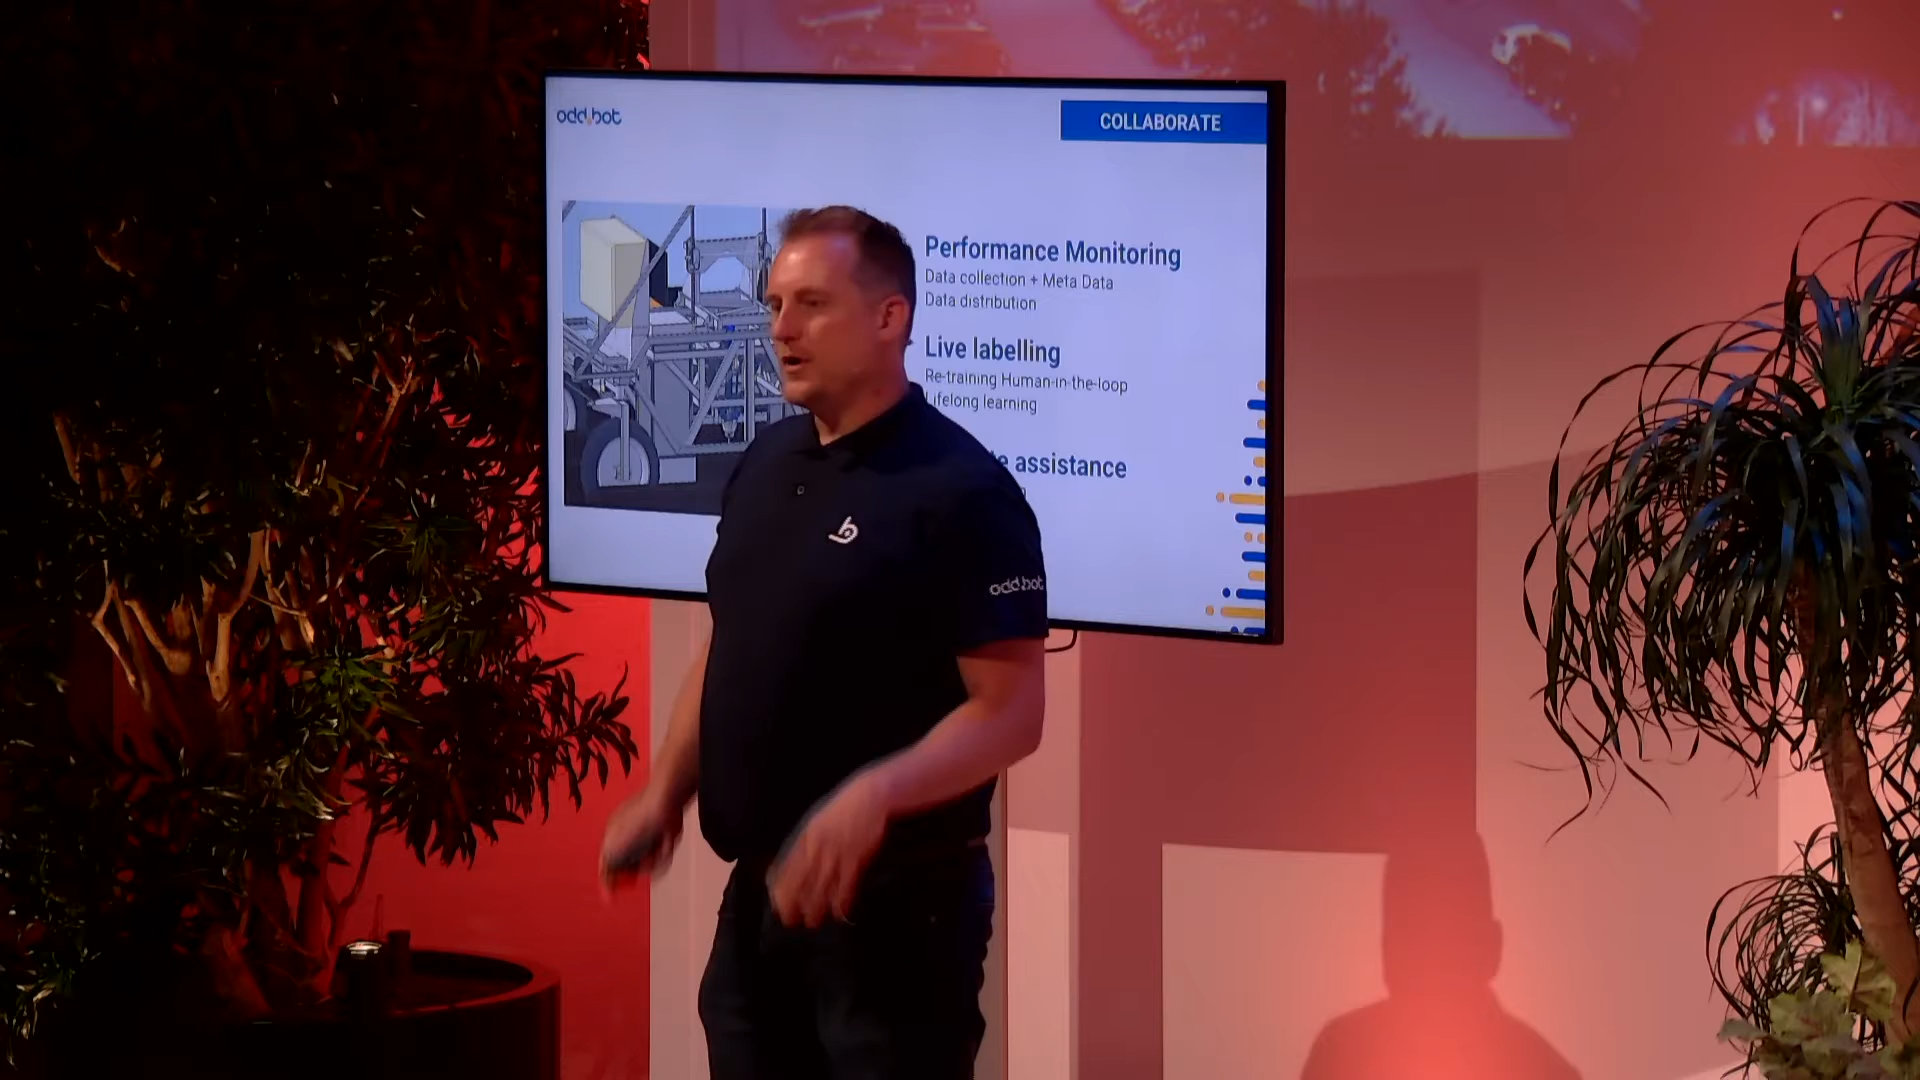 odd.bot
COLLABORATE
Performance Monitoring
Data collection + Meta Data
Data distribution
Live labelling
Re-training Human-in-the-loop
Lifelong learning
assistance
odd.bot